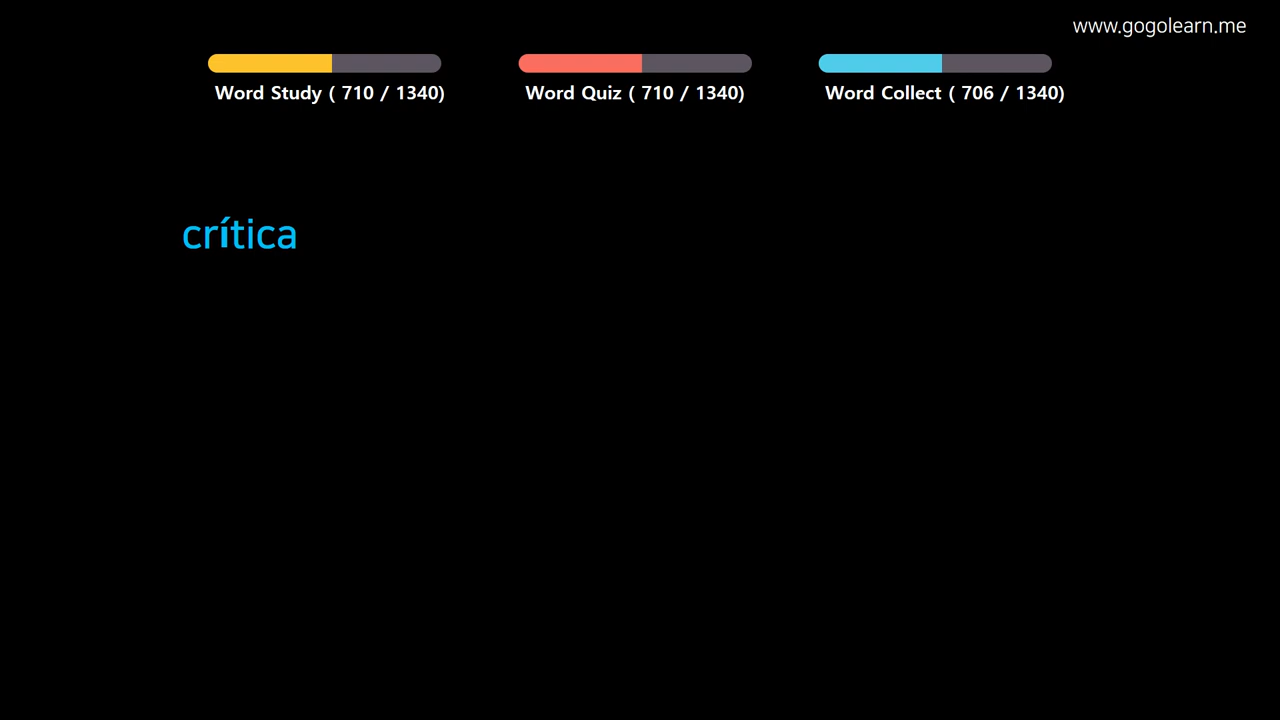 www.gogolearn.me
Word Study ( 710 / 1340)
Word Quiz ( 710 / 1340)
Word Collect ( 706 / 1340)
crítica